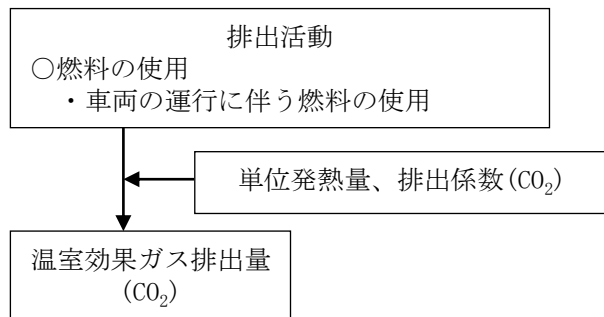 排出活動
○燃料の使用
・車両の運行に伴う燃料の使用
単位発熱量、排出係数(CO₂)
温室効果ガス排出量
(CO₂)